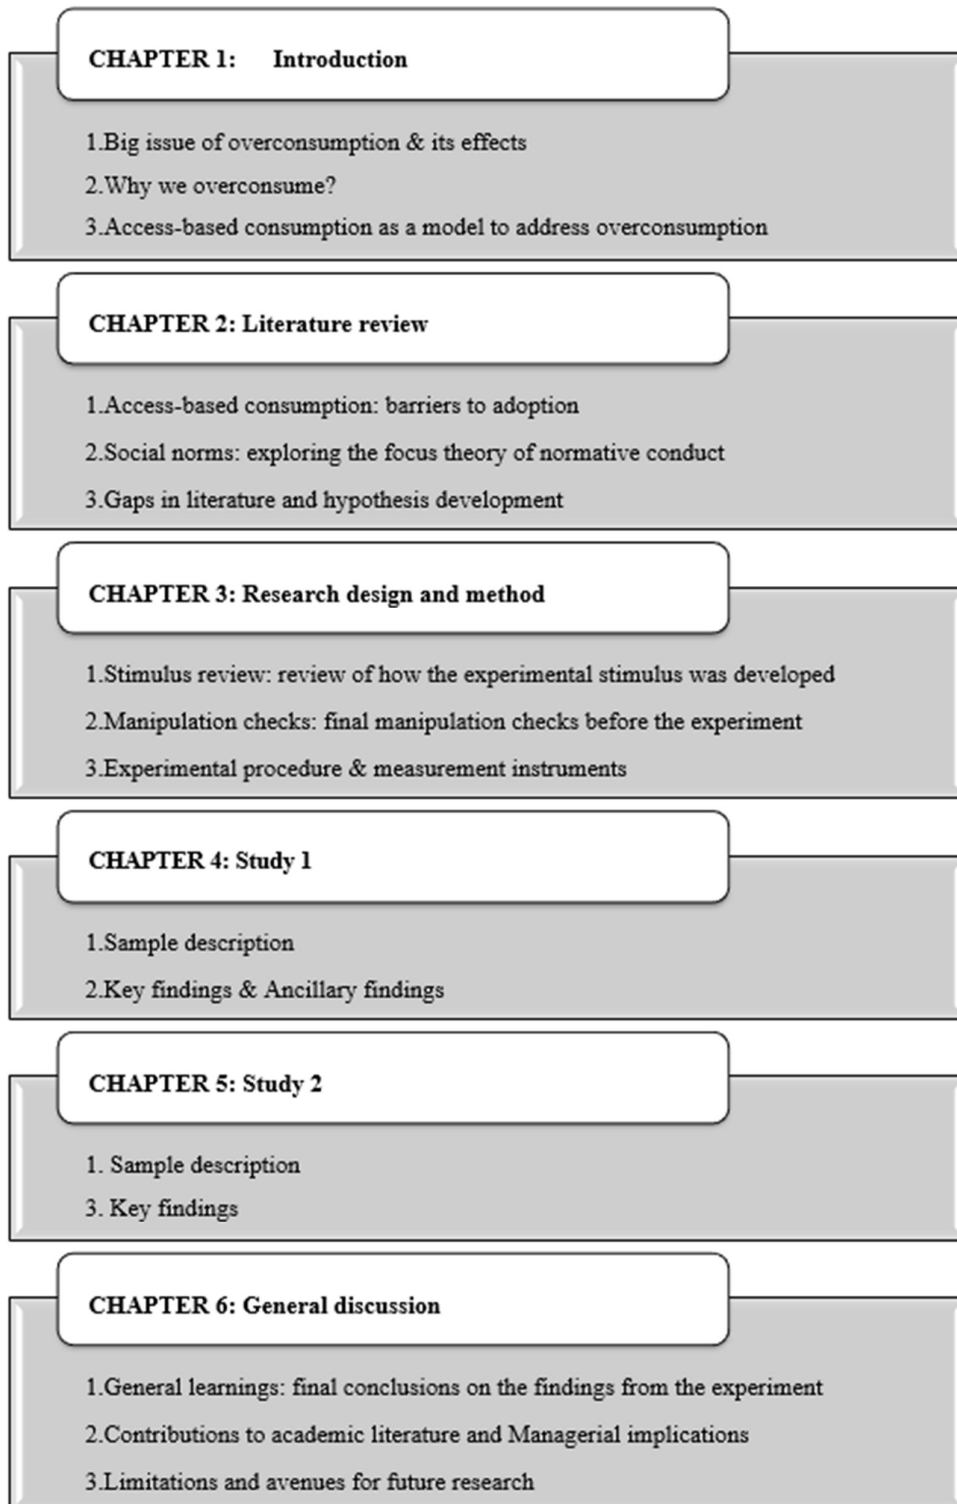 CHAPTER 1: Introduction
1.Big issue of overconsumption & its effects
2.Why we overconsume?
3.Access-based consumption as a model to address overconsumption
CHAPTER 2: Literature review
1.Access-based consumption: barriers to adoption
2.Social norms: exploring the focus theory of normative conduct
3.Gaps in literature and hypothesis development
CHAPTER 3: Research design and method
1.Stimulus review: review of how the experimental stimulus was developed
2.Manipulation checks: final manipulation checks before the experiment
3.Experimental procedure & measurement instruments
CHAPTER 4: Study 1
1.Sample description
2.Key findings & Ancillary findings
CHAPTER 5: Study 2
1. Sample description
3. Key findings
CHAPTER 6: General discussion
1.General learnings: final conclusions on the findings from the experiment
2.Contributions to academic literature and Managerial implications
3.Limitations and avenues for future research